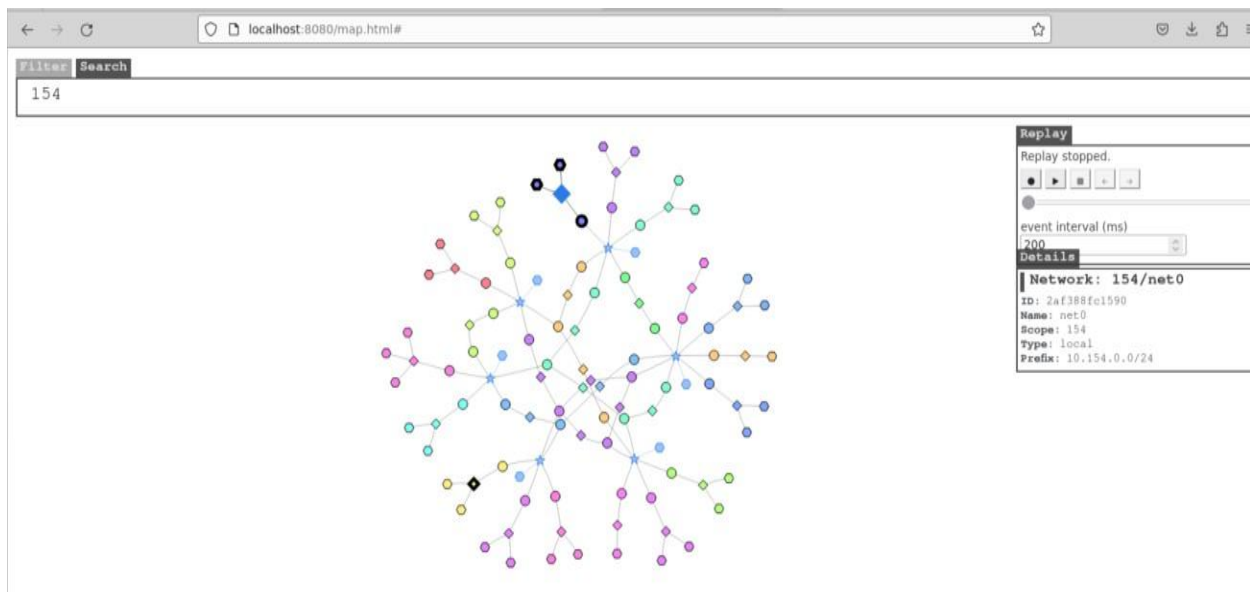 localhost:8080/map.html#
Filter Search
154
Replay
Replay stopped.
event interval (ms)
200
Details
Network: 154/net0
ID: 2af388fc1590
Name: net0
Scope: 154
Type: local
Prefix: 10.154.0.0/24